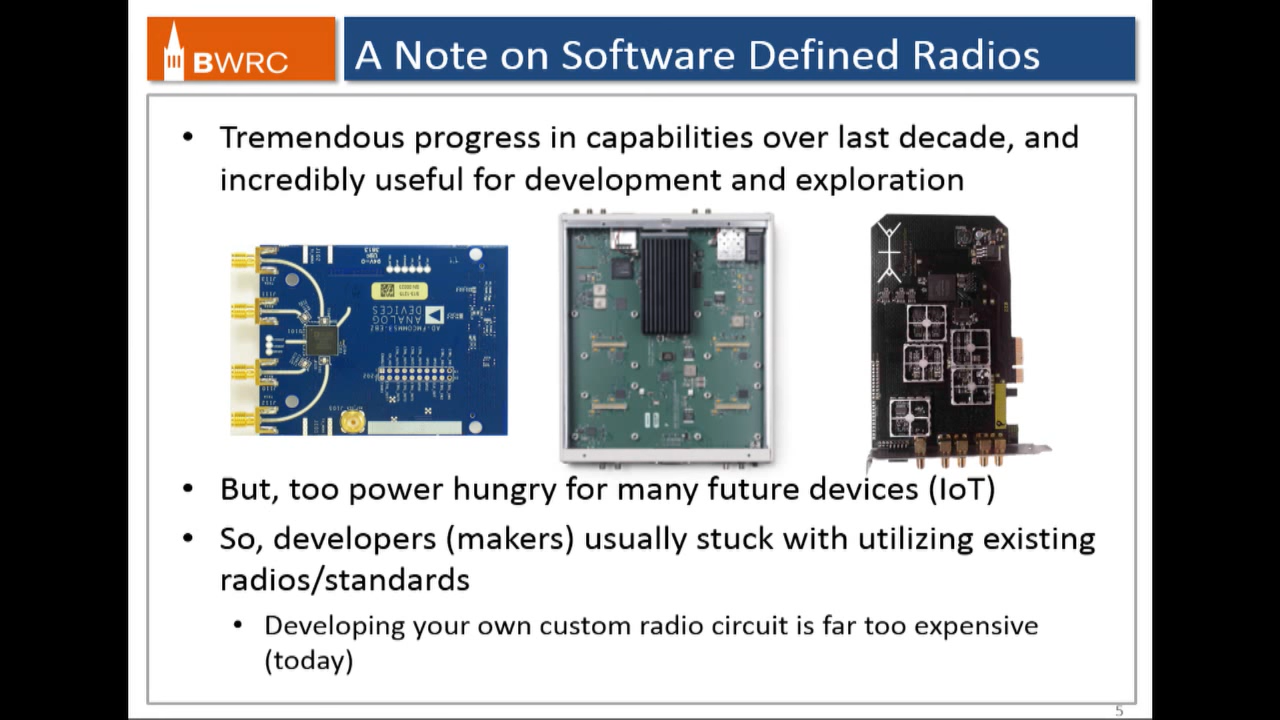 BWRC
A Note on Software Defined Radios
• Tremendous progress in capabilities over last decade, and
incredibly useful for development and exploration
ANALOG
DEVICES
• But, too power hungry for many future devices (IoT)
• So, developers (makers) usually stuck with utilizing existing
radios/standards
• Developing your own custom radio circuit is far too expensive
(today)
5